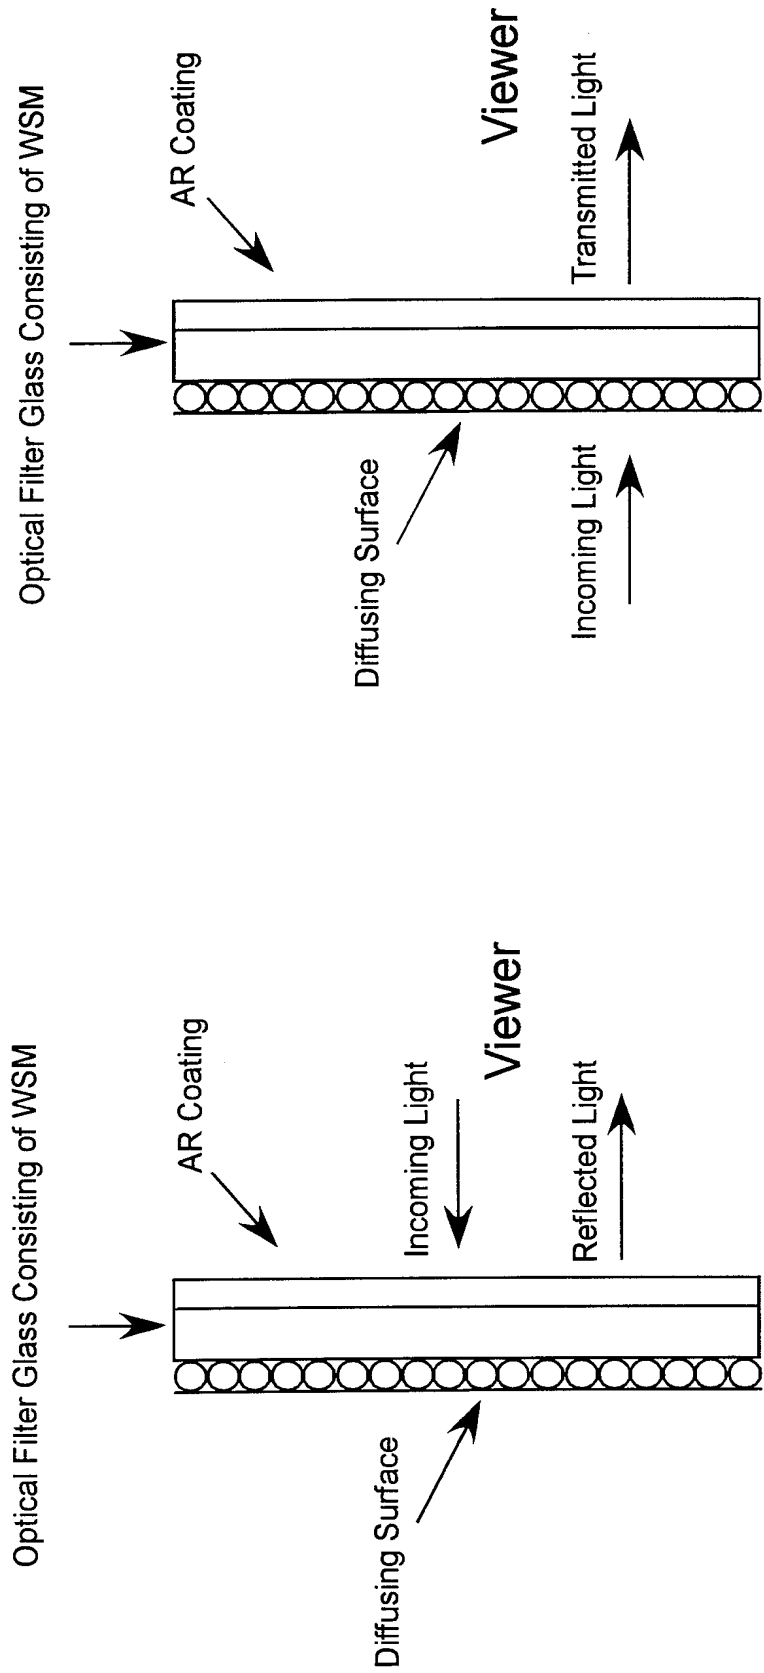 Optical Filter Glass Consisting of WSM
AR Coating
Incoming Light
Viewer
Diffusing Surface
Reflected Light
Optical Filter Glass Consisting of WSM
AR Coating
Viewer
Diffusing Surface
Incoming Light
Transmitted Light